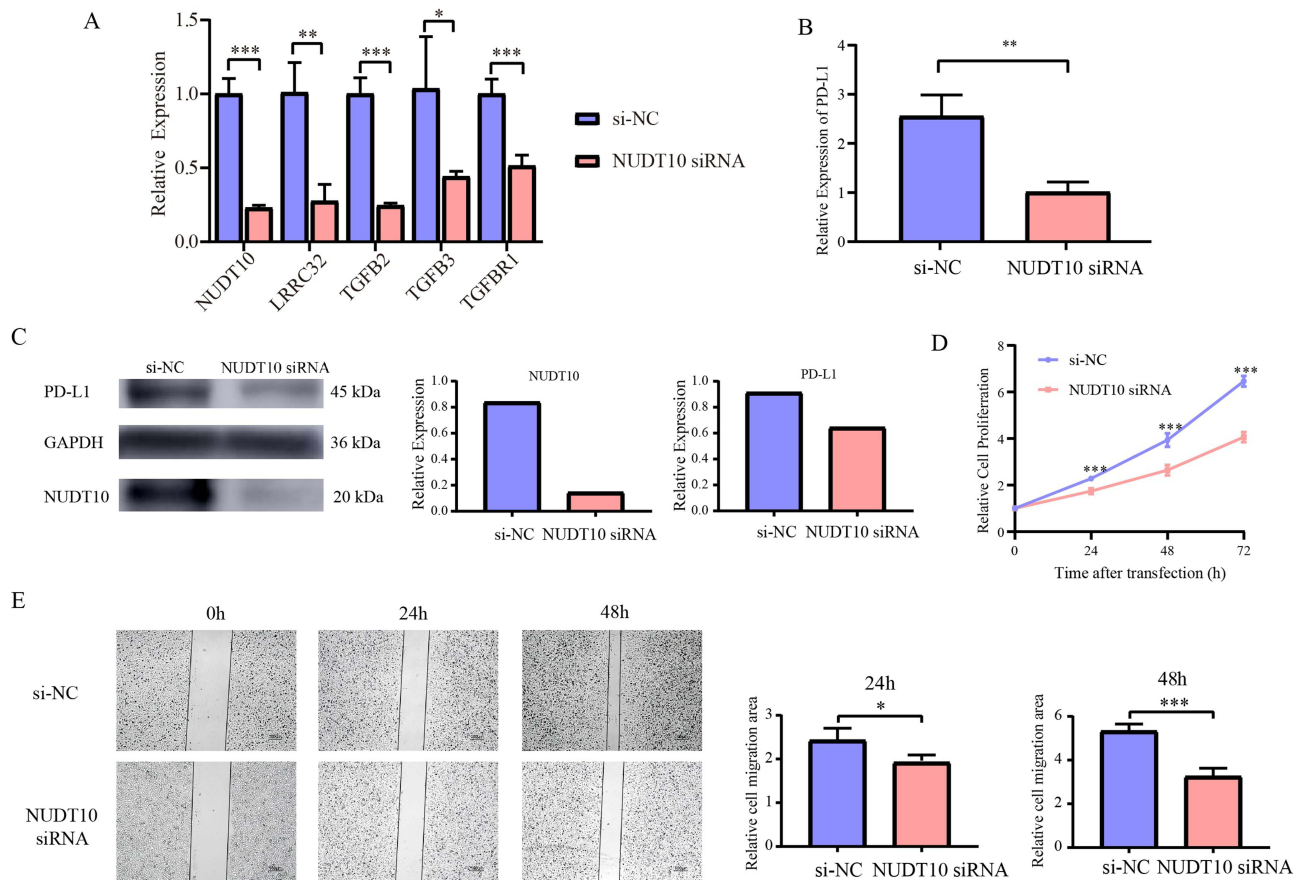 A
Relative Expression
1.5
1.0
0.5
0.0
***
**
***
*
***
NUDT10
LRRC32
TGFB2
TGFB3
TGFBR1
si-NC
NUDT10 siRNA
B
Relative Expression of PD-L1
4
3
2
1
0
**
si-NC
NUDT10 siRNA
C
si-NC
NUDT10 siRNA
PD-L1
45 kDa
GAPDH
36 kDa
NUDT10
20 kDa
NUDT10
Relative Expression
1.0
0.8
0.6
0.4
0.2
0.0
si-NC
NUDT10 siRNA
PD-L1
Relative Expression
1.0
0.8
0.6
0.4
0.2
0.0
si-NC
NUDT10 siRNA
D
Relative Cell Proliferration
8
6
4
2
0
si-NC
NUDT10 siRNA
***
***
***
0
24
48
72
Time after transfection (h)
E
0h
24h
48h
si-NC
NUDT10
siRNA
24h
Relative cell migration area
3
2
1
0
*
si-NC
NUDT10 siRNA
48h
Relative cell migration area
6
4
2
0
***
si-NC
NUDT10 siRNA